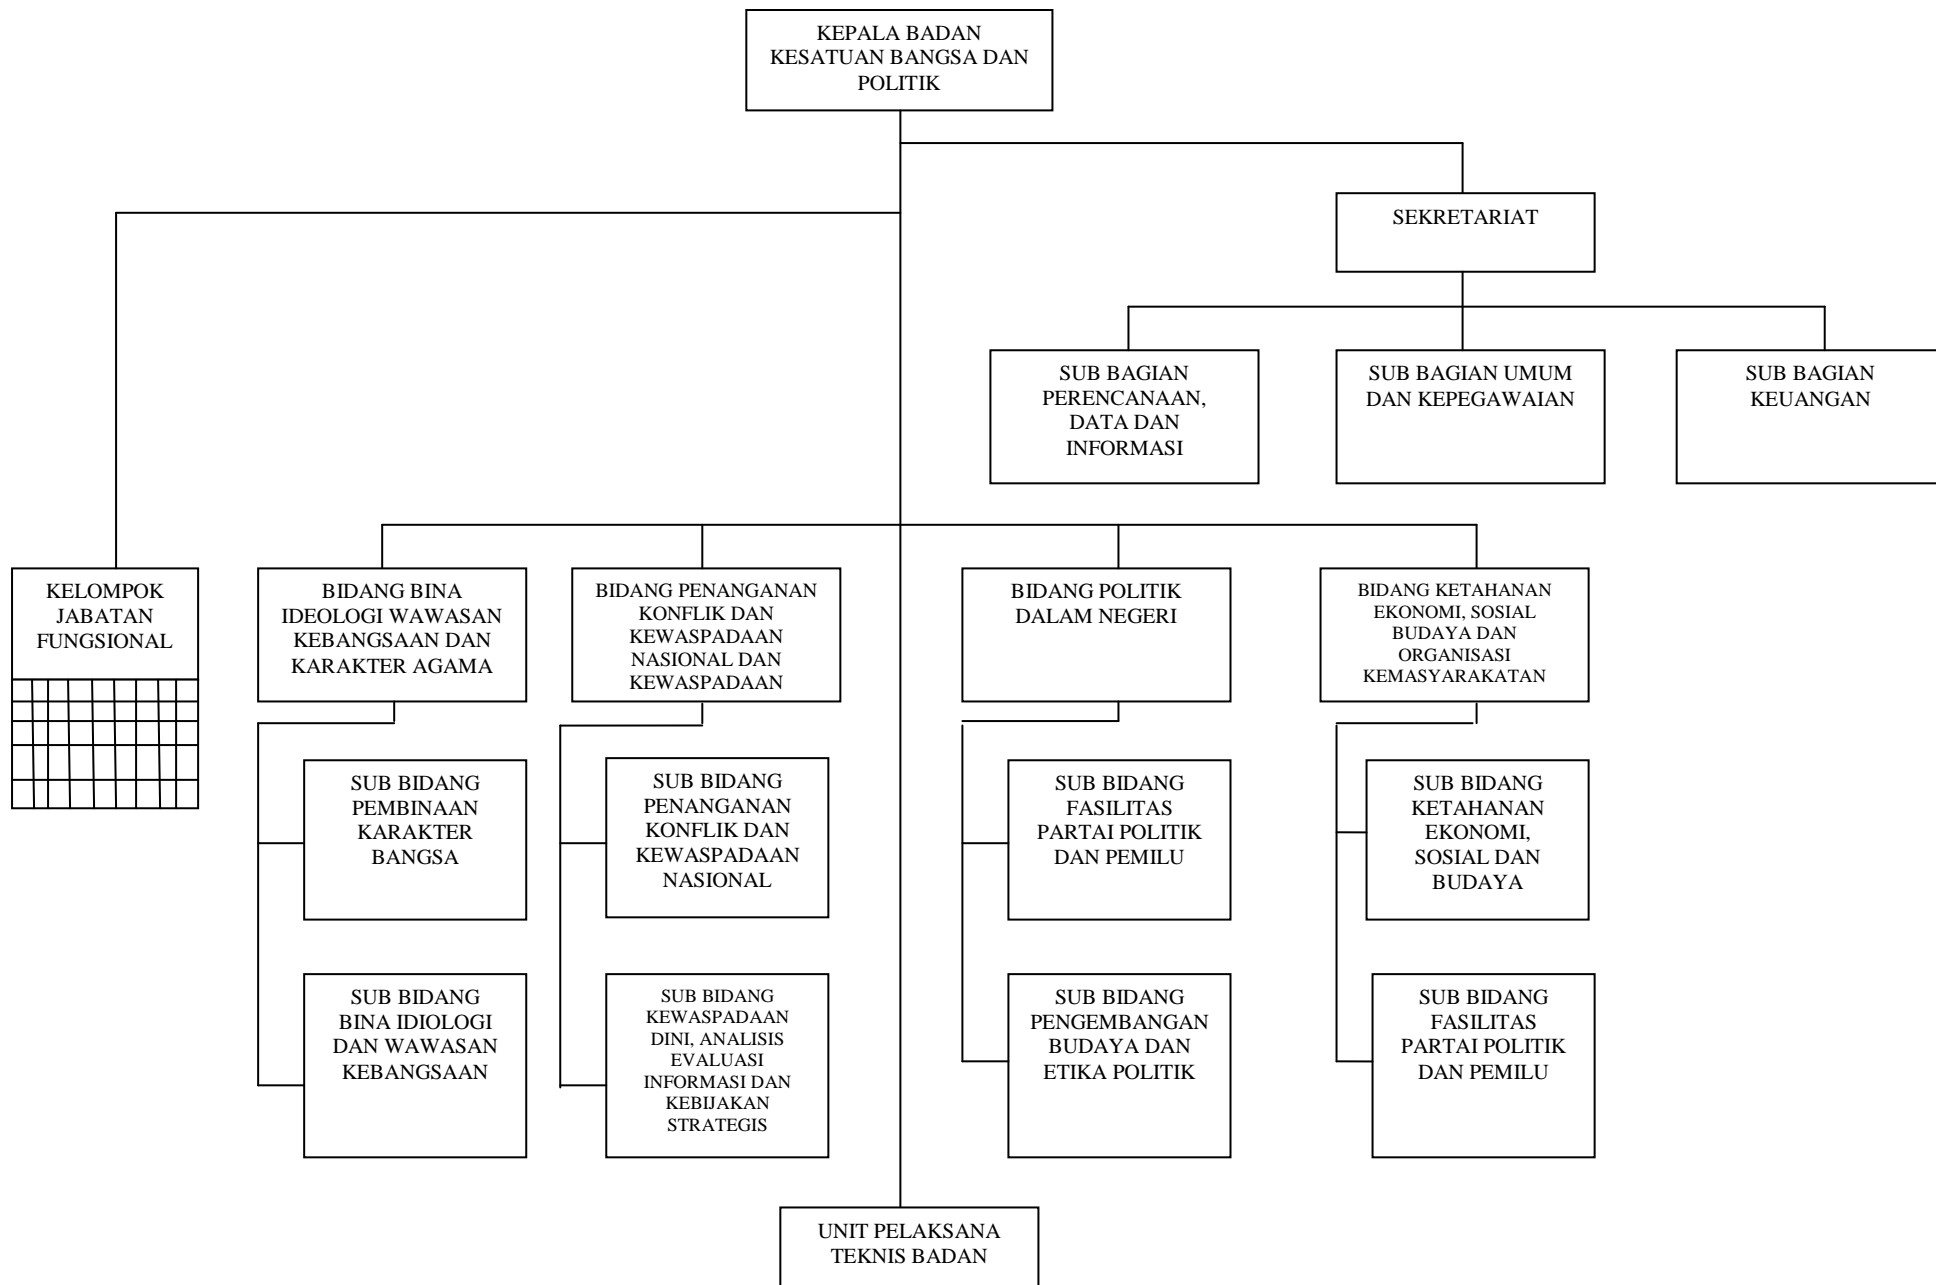 KEPALA BADAN
KESATUAN BANGSA DAN
POLITIK
SEKRETARIAT
SUB BAGIAN
PERENCANAAN,
DATA DAN
INFORMASI
SUB BAGIAN UMUM
DAN KEPEGAWAIAN
SUB BAGIAN
KEUANGAN
KELOMPOK
JABATAN
FUNGSIONAL
BIDANG BINA
IDEOLOGI WAWASAN
KEBANGSAAN DAN
KARAKTER AGAMA
BIDANG PENANGANAN
KONFLIK DAN
KEWASPADAAN
NASIONAL DAN
KEWASPADAAN
BIDANG POLITIK
DALAM NEGERI
BIDANG KETAHANAN
EKONOMI, SOSIAL
BUDAYA DAN
ORGANISASI
KEMASYARAKATAN
SUB BIDANG
PEMBINAAN
KARAKTER
BANGSA
SUB BIDANG
PENANGANAN
KONFLIK DAN
KEWASPADAAN
NASIONAL
SUB BIDANG
FASILITAS
PARTAI POLITIK
DAN PEMILU
SUB BIDANG
KETAHANAN
EKONOMI,
SOSIAL DAN
BUDAYA
SUB BIDANG
BINA IDIOLOGI
DAN WAWASAN
KEBANGSAAN
SUB BIDANG
KEWASPADAAN
DINI, ANALISIS
EVALUASI
INFORMASI DAN
KEBIJAKAN
STRATEGIS
SUB BIDANG
PENGEMBANGAN
BUDAYA DAN
ETIKA POLITIK
SUB BIDANG
FASILITAS
PARTAI POLITIK
DAN PEMILU
UNIT PELAKSANA
TEKNIS BADAN